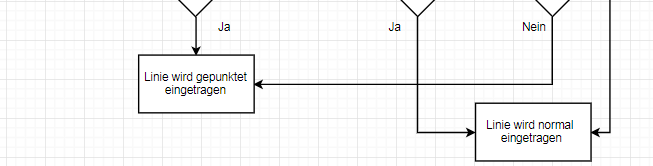 Ja
Ja
Nein
Linie wird gepunktet
eingetragen
Linie wird normal
eingetragen